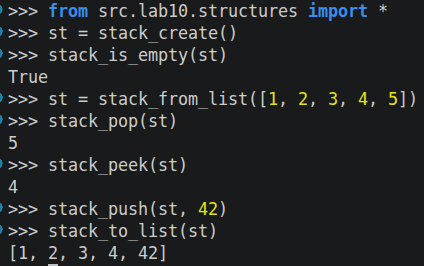 >>> from src.lab10.structures import *
>>> st = stack_create()
>>> stack_is_empty(st)
True
>>> st = stack_from_list([1, 2, 3, 4, 5])
>>> stack_pop(st)
5
>>> stack_peek(st)
4
>>> stack_push(st, 42)
>>> stack_to_list(st)
[1, 2, 3, 4, 42]